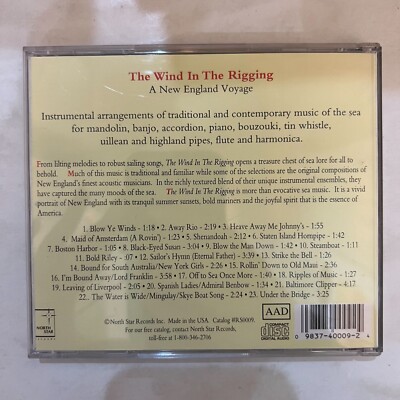 The Wind In The Rigging
A New England Voyage
Instrumental arrangements of traditional and contemporary music of the sea
for mandolin, banjo, accordion, piano, bouzouki, tin whistle,
uillean and highland pipes, flute and harmonica.
From lilting melodies to robust sailing songs, The Wind In The Rigging opens a treasure chest of sea lore for all to
behold. Much of this music is traditional and familiar while some of the selections are the original compositions
of New England's finest acoustic musicians. In the richly textured blend of their unique instrumental ensembles, they
have captured the many moods of the sea. The Wind In The Rigging is more than evocative sea music. It is a vivid
portrait of New England in warm tinted summer sunsets, bold mariners and the joyful spirit that is the essence of
America.
1. Blow Ye Winds - 1:18 • 2. Away Rio - 2:19 • 3. Heave Away Me Johnny's - 1:55
4. Maid of Amsterdam (A Rovin') - 1:23 • 5. Shenandoah - 2:12 • 6. Staten Island Hornpipe - 1:42
7. Boston Harbor - 1:05 • 8. Black-Eyed Susan - 3:04 • 9. Blow the Man Down - 1:42 • 10. Steamboat - 1:11
11. Bold Riley - :07 • 12. Sailor's Hymn (Eternal Father) - 3:39 • 13. Strike the Bell - 1:26
14. Bound for South Australia/New York Girls - 2:26 • 15. Rollin' Down to Old Maui - 2:36
16. I'm Bound Away/Lord Franklin - 3:58 • 17. Off to Sea Once More - 1:40 • 18. Ripples of Music -
19. Leaving of Liverpool - 2:05 • 20. Spanish Ladies/Admiral Benbow - 1:34 • 21. Baltimore Clipper - 4:17
22. The Water is Wide/Mingulay/Skye Boat Song - 2:24 • 23. Under the Bridge - 3:25
NORTH
STAR
©North Star Records Inc. Made in the USA. Catalog #RS0009.
For our free catalog, contact North Star Records,
toll-free at 1-800-346-2706
COMPACT
disc
DIGITAL AUDIO
AAD
0 9837-40009-2 4